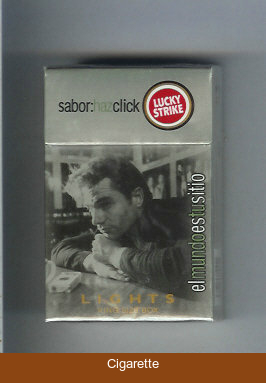 sabor:hazclick
LUCKY
STRIKE
elmundoestusitio
LIGHTS
Cigarette